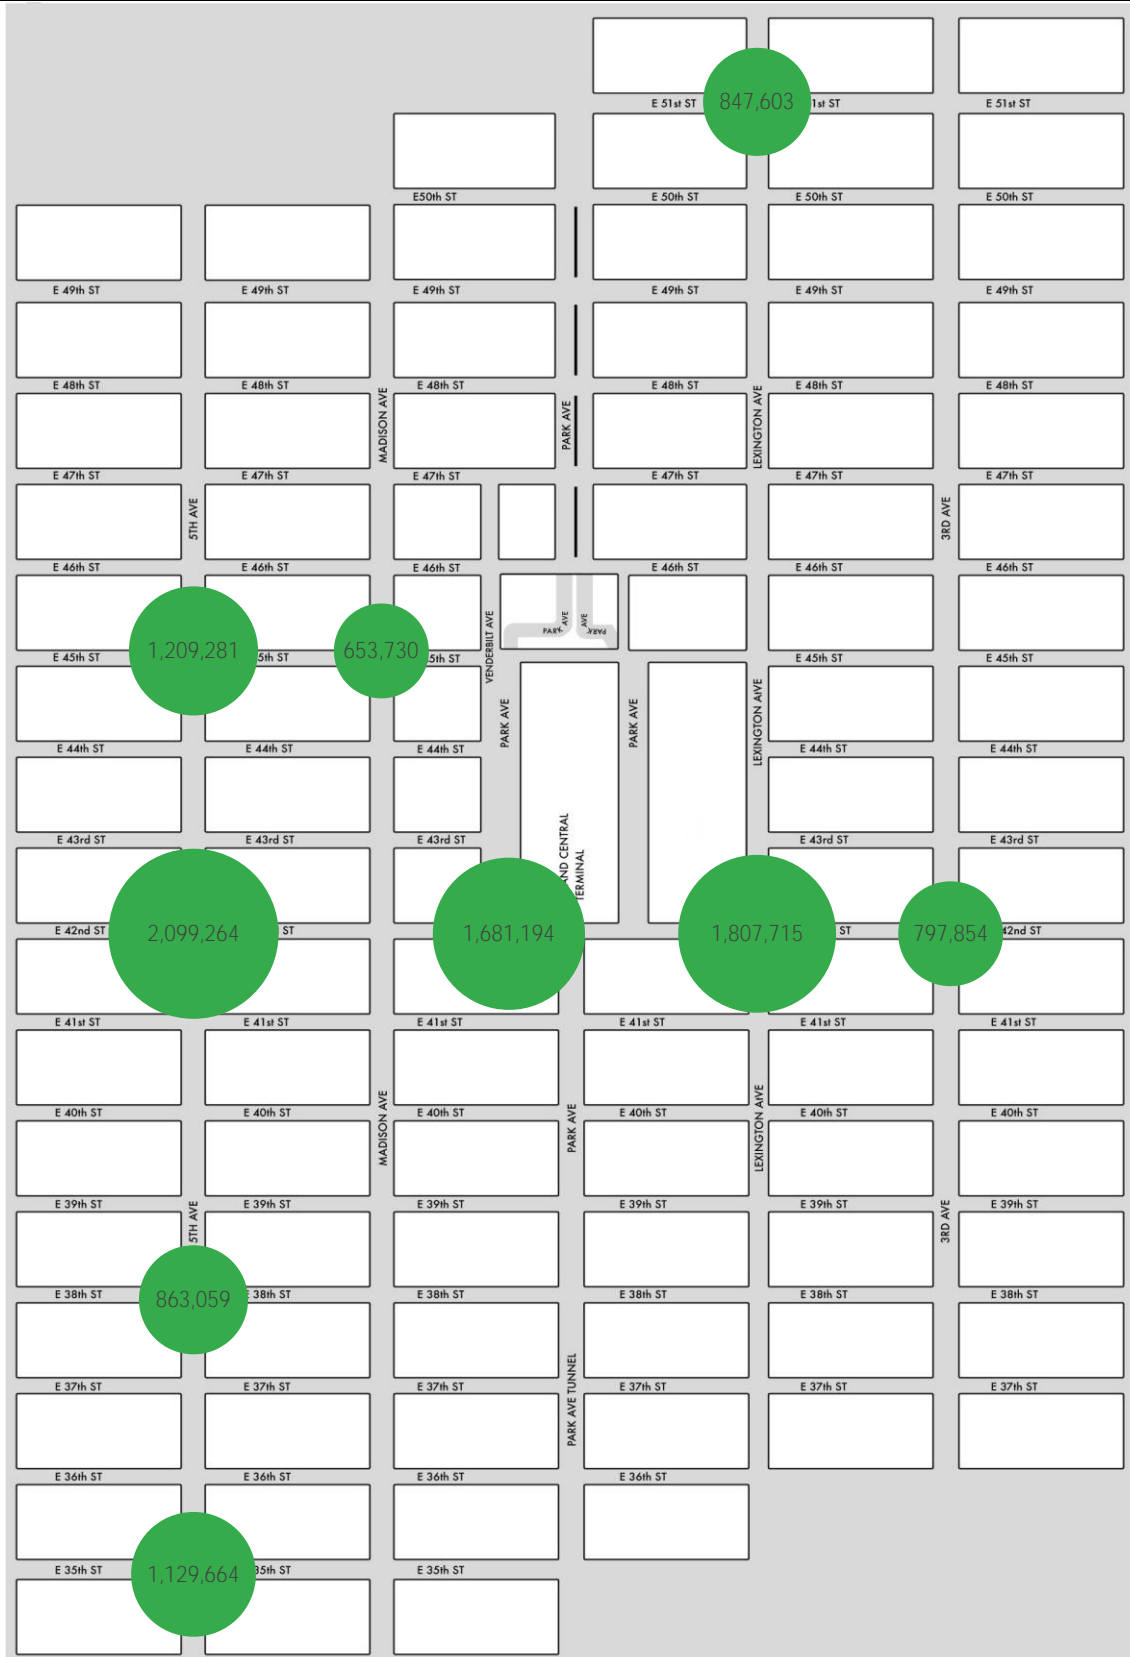 E 51st ST
847,603
1st ST
E 51st ST
E50th ST
E 50th ST
E 50th ST
E 50th ST
E 49th ST
E 49th ST
E 49th ST
E 49th ST
E 49th ST
E 49th ST
E 48th ST
E 48th ST
E 48th ST
E 48th ST
E 48th ST
E 48th ST
MADISON AVE
PARK AVE
LEXINGTON AVE
E 47th ST
E 47th ST
E 47th ST
E 47th ST
E 47th ST
E 47th ST
5TH AVE
3RD AVE
E 46th ST
E 46th ST
E 46th ST
E 46th ST
E 46th ST
E 46th ST
VENDERBILT AVE
PARK AVE
AVE PARK
1,209,281
5th ST
653,730
5th ST
E 45th ST
E 45th ST
PARK AVE
PARK AVE
LEXINGTON AtVE
E 44th ST
E 44th ST
E 44th ST
E 44th ST
E 44th ST
E 43rd ST
E 43rd ST
E 43rd ST
E 43rd ST
E 43rd ST
AND CENTRAL
TERMINAL
E 42nd ST
2,099,264
ST
1,681,194
1,807,715
ST
797,854
42nd ST
E 41st ST
E 41st ST
E 41st ST
E 41st ST
E 41st ST
E 41st ST
E 40th ST
E 40th ST
E 40th ST
E 40th ST
E 40th ST
E 40th ST
MADISON AVE
PARK AVE
LEXINGTON AtVE
E 39th ST
E 39th ST
E 39th ST
E 39th ST
E 39th ST
E 39th ST
5TH AVE
3RD AVE
E 38th ST
863,059
E 38th ST
E 38th ST
E 38th ST
E 38th ST
E 38th ST
E 37th ST
E 37th ST
E 37th ST
E 37th ST
E 37th ST
E 37th ST
PARK AVE TUNNEL
E 36th ST
E 36th ST
E 36th ST
E 36th ST
E 35th ST
1,129,664
35th ST
E 35th ST